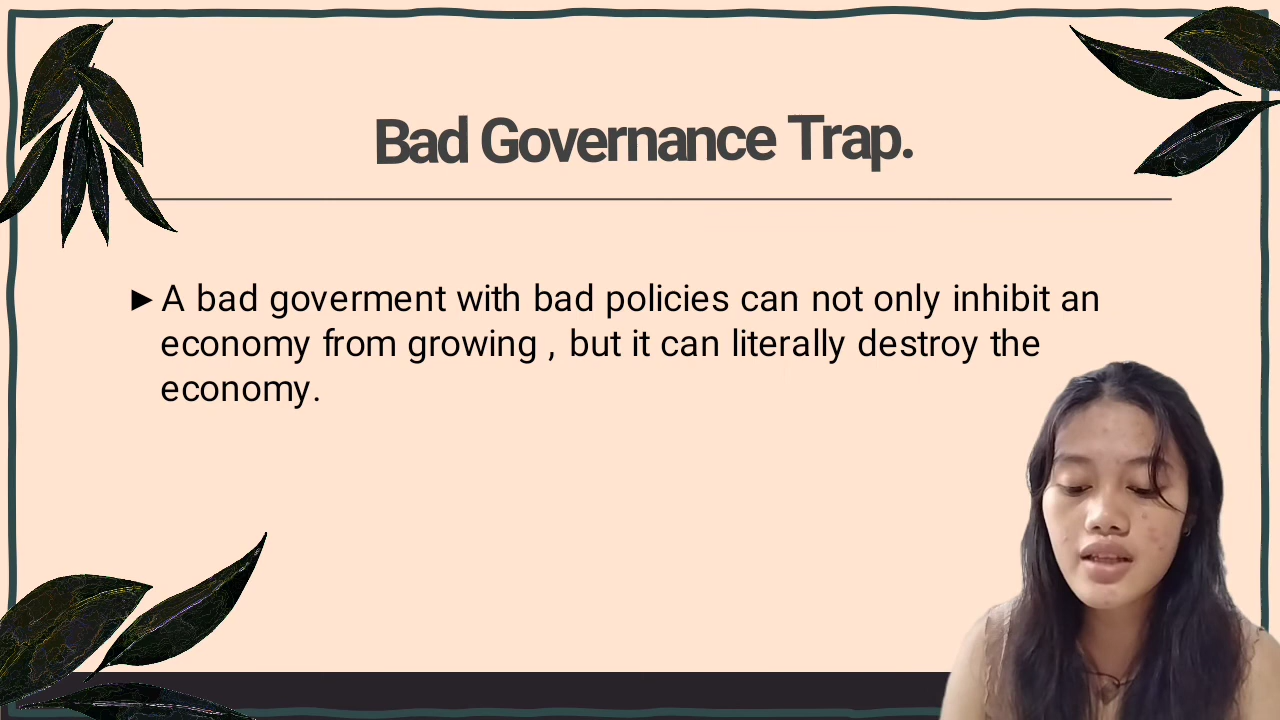 Bad Governance Trap.
►A bad goverment with bad policies can not only inhibit an
economy from growing , but it can literally destroy the
economy.